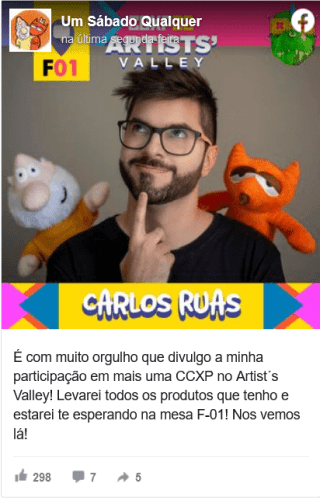 Um Sábado Qualquer
na última segunda-feira
ARTISTS'
VALLEY
F01
CARLOS RUAS
É com muito orgulho que divulgo a minha
participação em mais uma CCXP no Artist´s
Valley! Levarei todos os produtos que tenho e
estarei te esperando na mesa F-01! Nos vemos
lá!
298
7
5